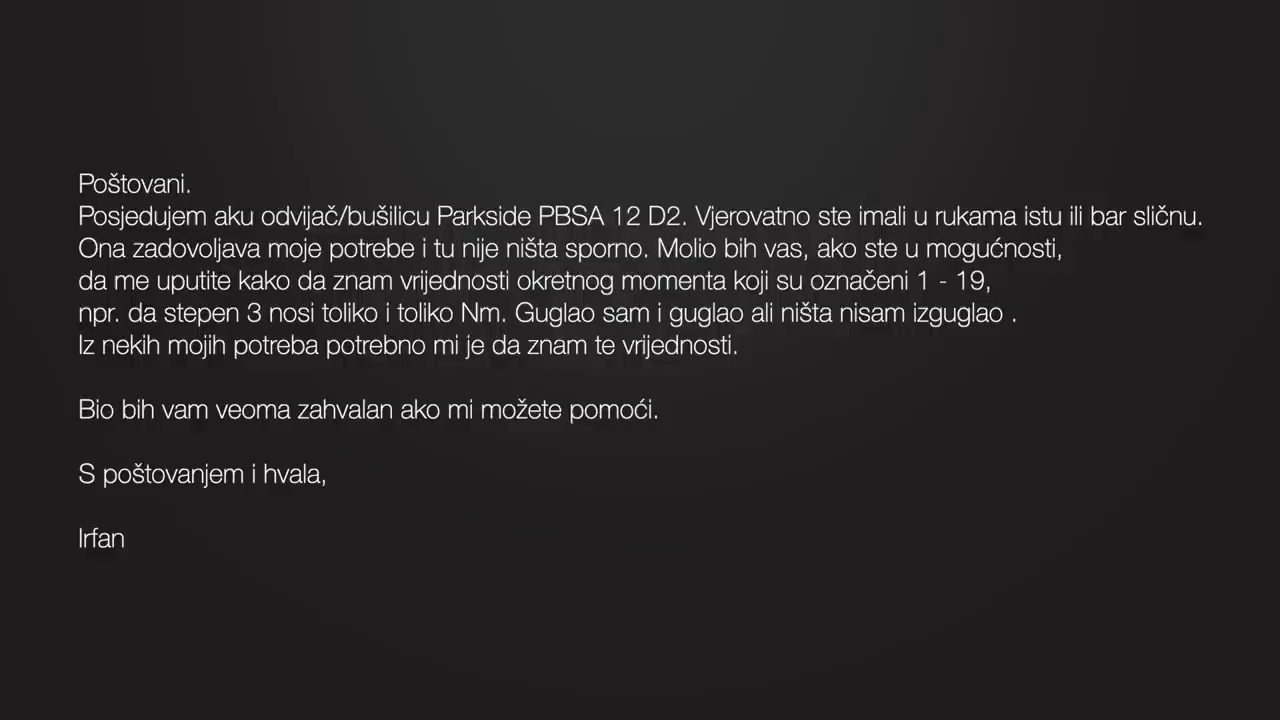 Poštovani.
Posjedujem aku odvijač/bušilicu Parkside PBSA 12 D2. Vjerovatno ste imali u rukama istu ili bar sličnu.
Ona zadovoljava moje potrebe i tu nije ništa sporno. Molio bih vas, ako ste u mogućnosti,
da me uputite kako da znam vrijednosti okretnog momenta koji su označeni 1 - 19,
npr. da stepen 3 nosi toliko i toliko Nm. Guglao sam i guglao ali ništa nisam izguglao .
Iz nekih mojih potreba potrebno mi je da znam te vrijednosti.
Bio bih vam veoma zahvalan ako mi možete pomoći.
S poštovanjem i hvala,
Irfan